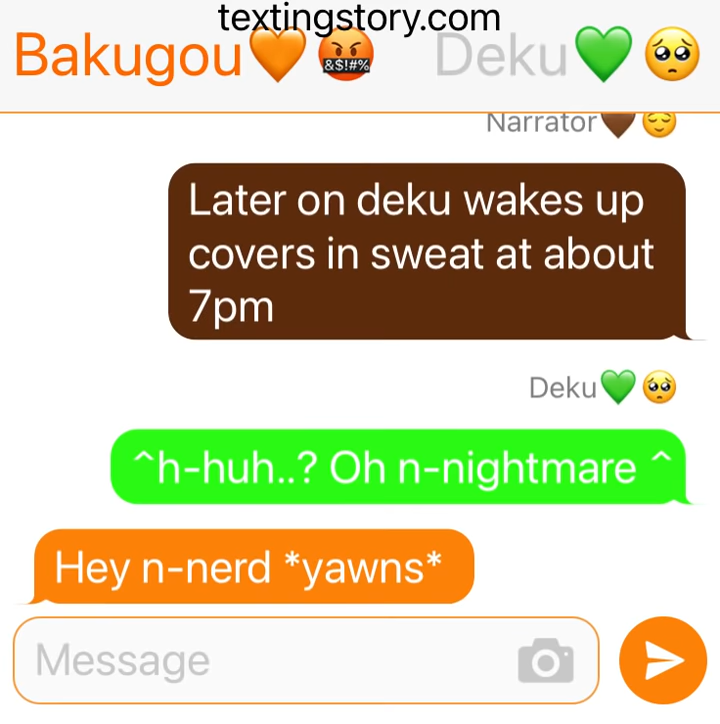 textingstory.com
Bakugou🧡🤬 Deku💚🥺
&$!#%
Narrator🤎😌
Later on deku wakes up
covers in sweat at about
7pm
Deku💚🥺
^h-huh..? Oh n-nightmare ^
Hey n-nerd *yawns*
Message